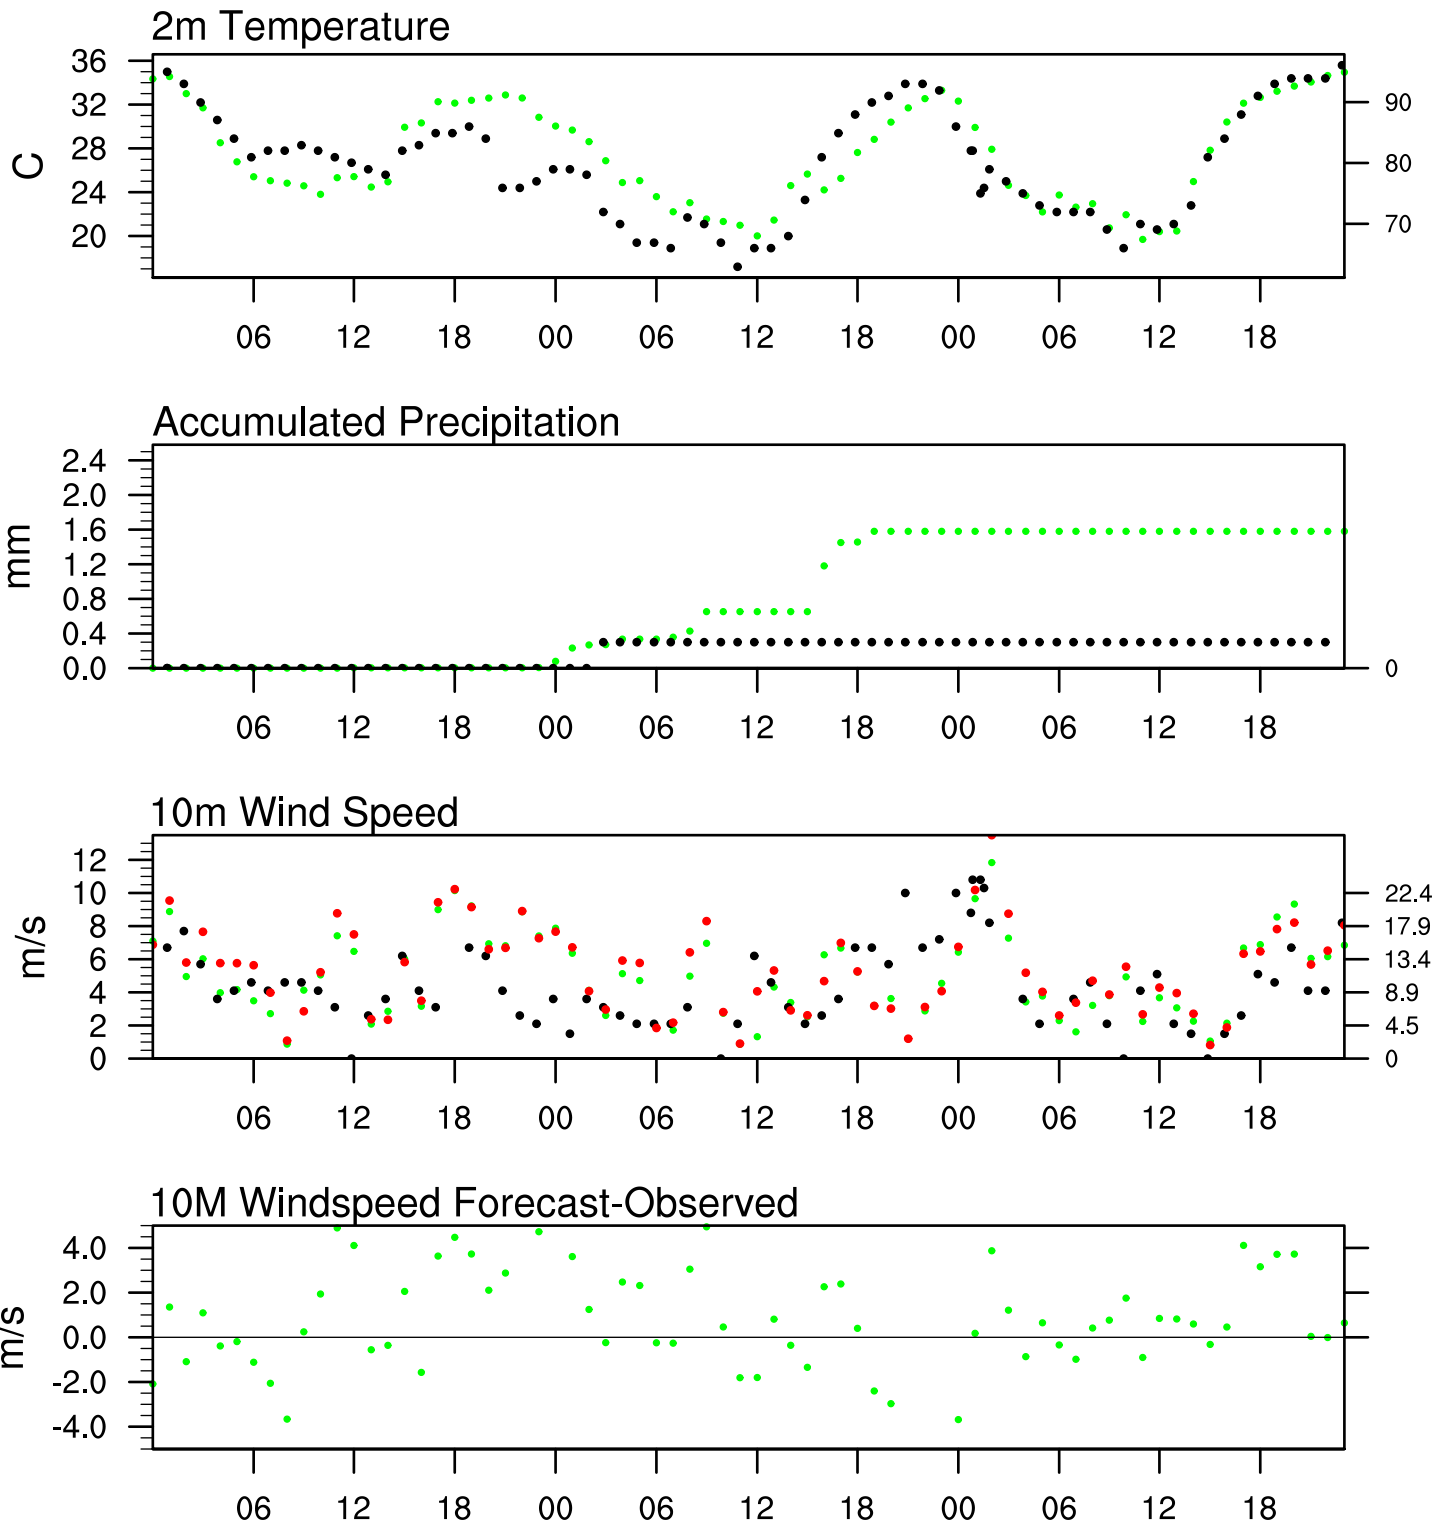 2m Temperature
36
32
28
24
20
C
90
80
70
06 12 18 00 06 12 18 00 06 12 18
Accumulated Precipitation
2.4
2.0
1.6
1.2
0.8
0.4
0.0
mm
0
06 12 18 00 06 12 18 00 06 12 18
10m Wind Speed
12
10
8
6
4
2
0
m/s
22.4
17.9
13.4
8.9
4.5
0
06 12 18 00 06 12 18 00 06 12 18
10M Windspeed Forecast-Observed
4.0
2.0
0.0
-2.0
-4.0
m/s
06 12 18 00 06 12 18 00 06 12 18